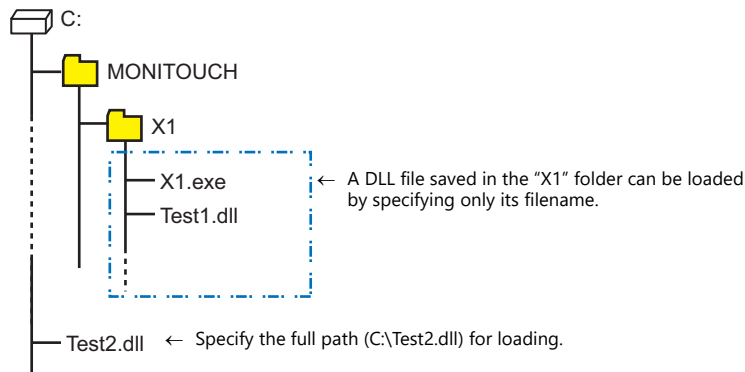 C:
MONITOUCH
X1
X1.exe
← A DLL file saved in the “X1” folder can be loaded
by specifying only its filename.
Test1.dll
Test2.dll ← Specify the full path (C:\Test2.dll) for loading.